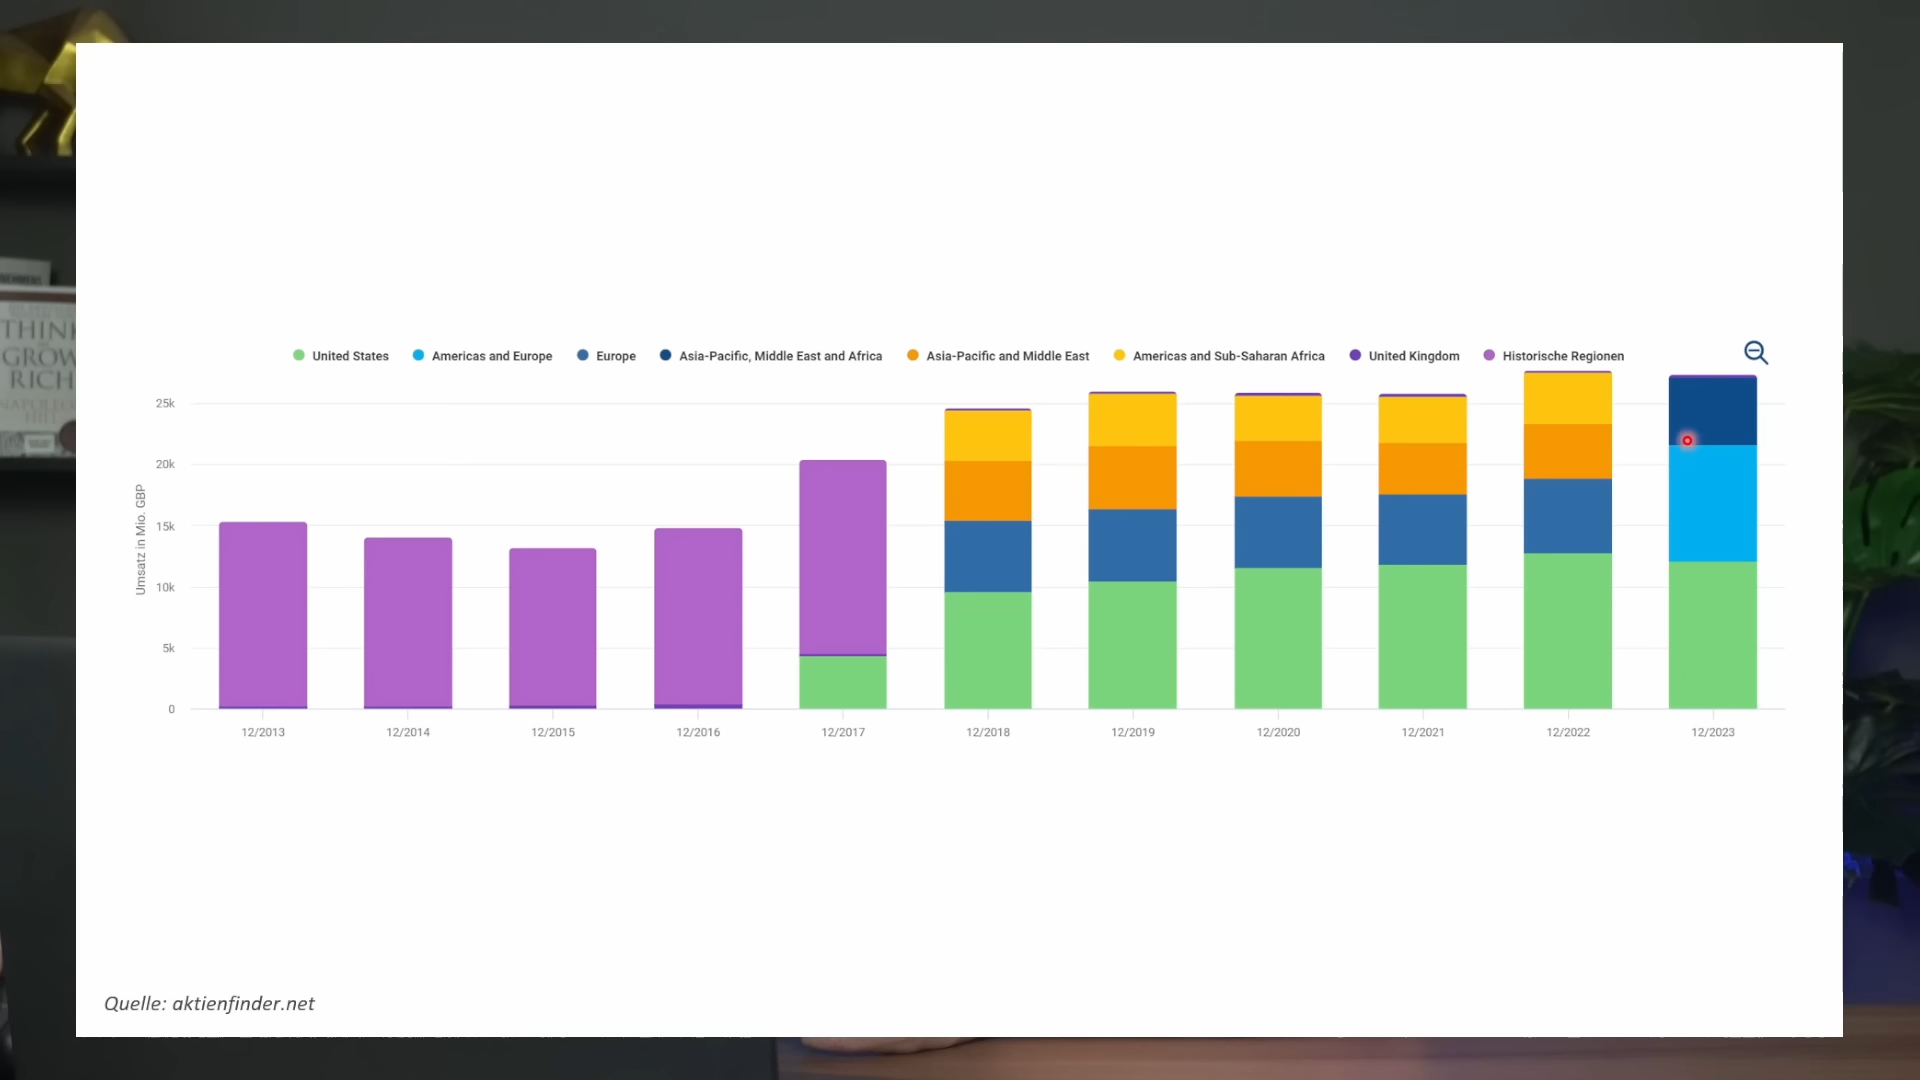 THINK
GROW
RICH
United States
Americas and Europe
Europe
Asia-Pacific, Middle East and Africa
Asia-Pacific and Middle East
Americas and Sub-Saharan Africa
United Kingdom
Historische Regionen
Umsatz in Mio. GBP
25k
20k
15k
10k
5k
0
12/2013
12/2014
12/2015
12/2016
12/2017
12/2018
12/2019
12/2020
12/2021
12/2022
12/2023
Quelle: aktienfinder.net